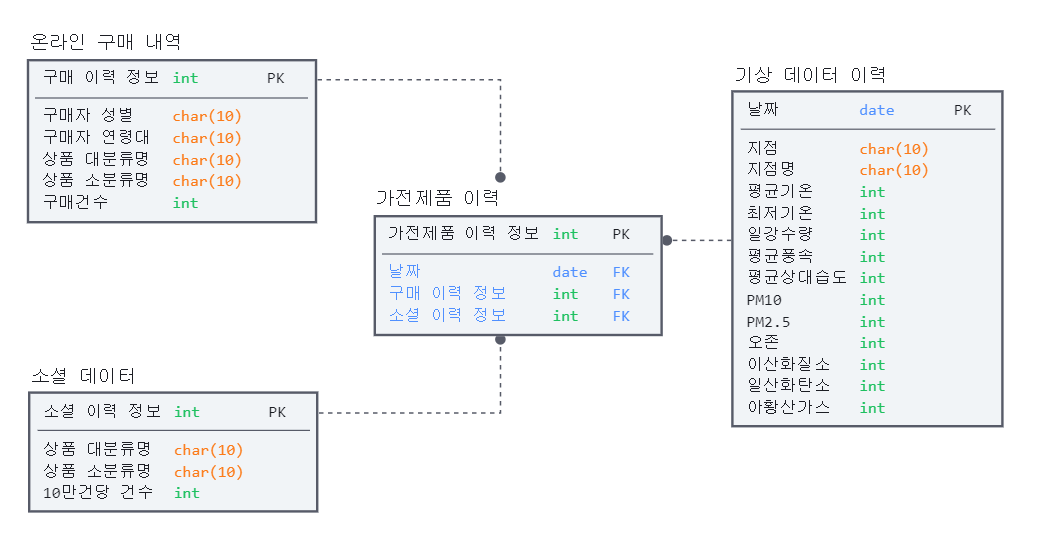 온라인 구매 내역
구매 이력 정보 int PK
구매자 성별 char(10)
구매자 연령대 char(10)
상품 대분류명 char(10)
상품 소분류명 char(10)
구매건수 int
가전제품 이력
가전제품 이력 정보 int PK
날짜 date FK
구매 이력 정보 int FK
소셜 이력 정보 int FK
소셜 데이터
소셜 이력 정보 int PK
상품 대분류명 char(10)
상품 소분류명 char(10)
10만건당 건수 int
기상 데이터 이력
날짜 date PK
지점 char(10)
지점명 char(10)
평균기온 int
최저기온 int
일강수량 int
평균풍속 int
평균상대습도 int
PM10 int
PM2.5 int
오존 int
이산화질소 int
일산화탄소 int
아황산가스 int